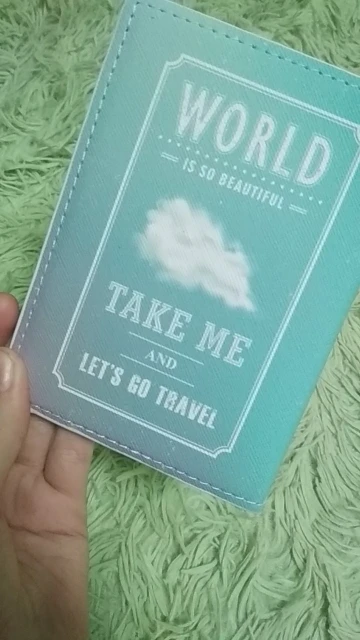 WORLD
IS SO BEAUTIFUL
TAKE ME
AND
LET'S GO TRAVEL